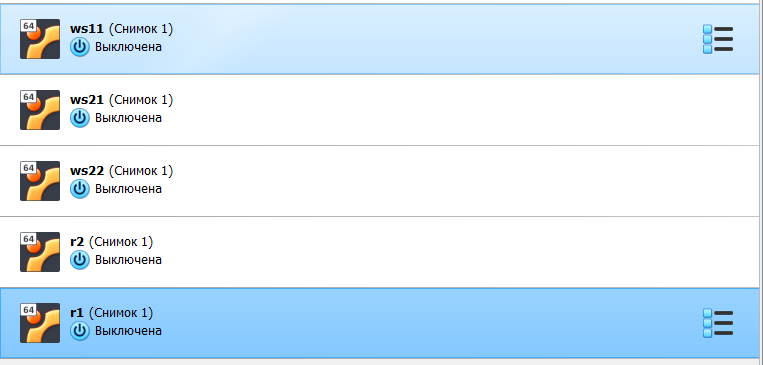 64
ws11 (Снимок 1)
Выключена
64
ws21 (Снимок 1)
Выключена
64
ws22 (Снимок 1)
Выключена
64
r2 (Снимок 1)
Выключена
64
r1 (Снимок 1)
Выключена